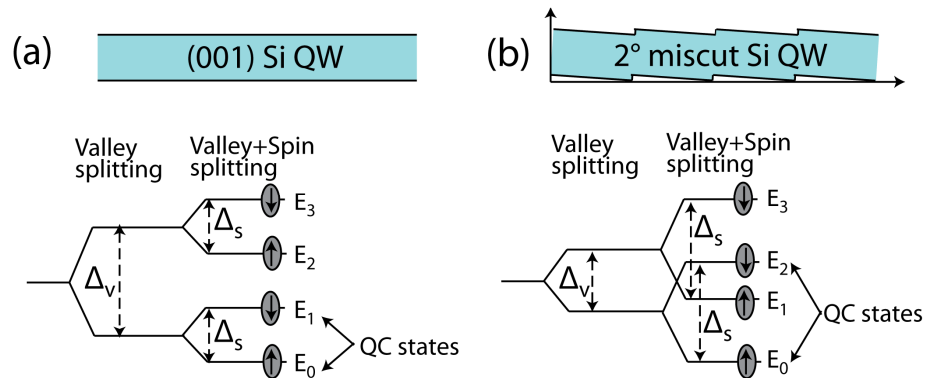 (a)
(001) Si QW
Valley
splitting
Valley+Spin
splitting
Δv
Δs
Δs
E3
E2
E1
E0
QC states
(b)
2° miscut Si QW
Valley
splitting
Valley+Spin
splitting
Δv
Δs
Δs
E3
E2
E1
E0
QC states